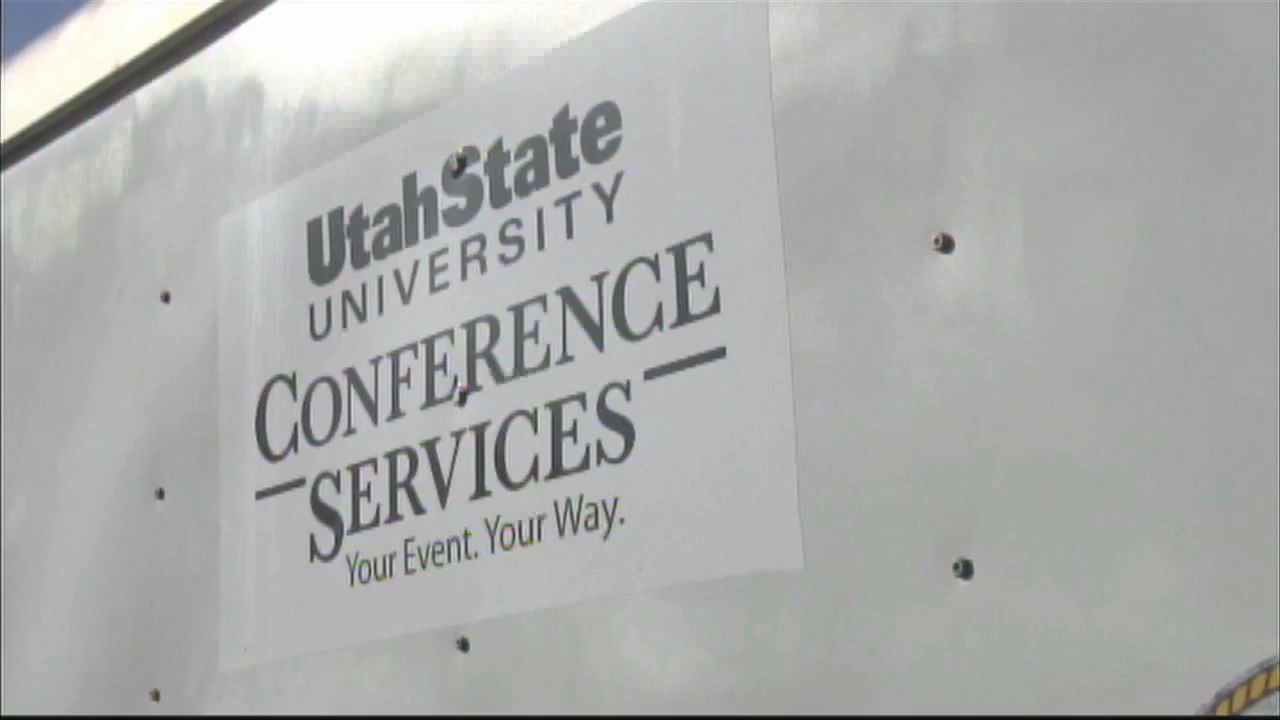 UtahState
UNIVERSITY
CONFERENCE
SERVICES
Your Event. Your Way.